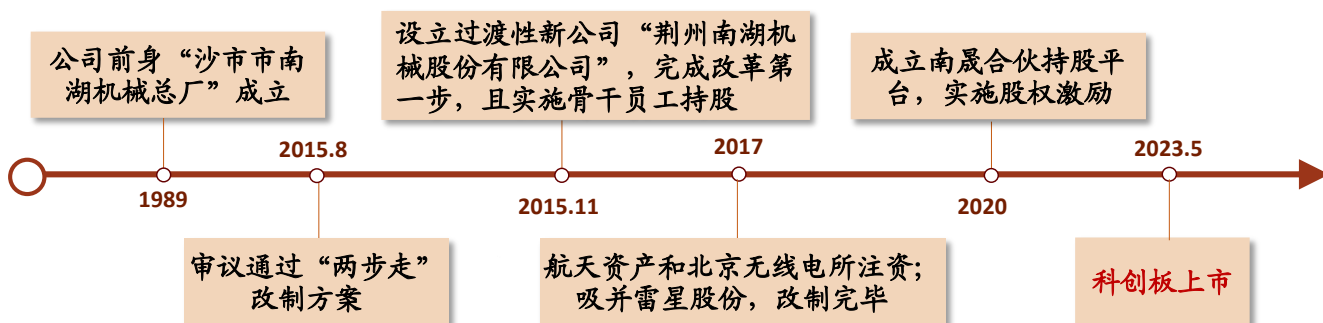 公司前身“沙市市南
湖机械总厂”成立
设立过渡性新公司“荆州南湖机
械股份有限公司”，完成改革第
一步，且实施骨干员工持股
成立南晟合伙持股平
台，实施股权激励
2015.8
2017
2023.5
1989
2015.11
2020
审议通过“两步走”
改制方案
航天资产和北京无线电所注资；
吸并雷星股份，改制完毕
科创板上市